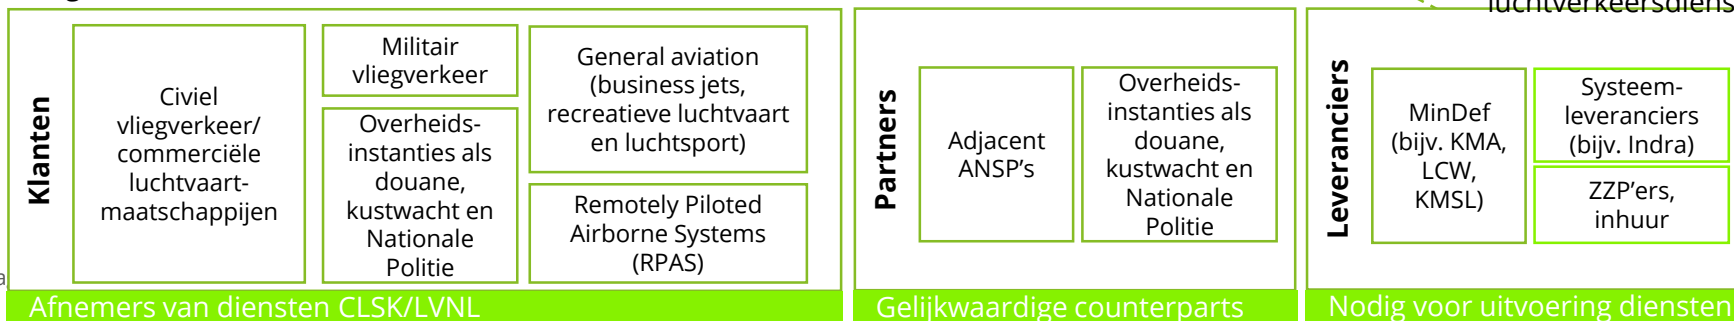 luchtverkeersdiens
Klanten
Civiel
vliegverkeer/
commerciële
luchtvaart-
maatschappijen
Militair
vliegverkeer
Overheids-
instanties als
douane,
kustwacht en
Nationale
Politie
General aviation
(business jets,
recreatieve luchtvaart
en luchtsport)
Remotely Piloted
Airborne Systems
(RPAS)
Afnemers van diensten CLSK/LVNL
Partners
Adjacent
ANSP's
Overheids-
instanties als
douane,
kustwacht en
Nationale
Politie
Gelijkwaardige counterparts
Leveranciers
MinDef
(bijv. KMA,
LCW,
KMSL)
Systeem-
leveranciers
(bijv. Indra)
ZZP'ers,
inhuur
Nodig voor uitvoering diensten